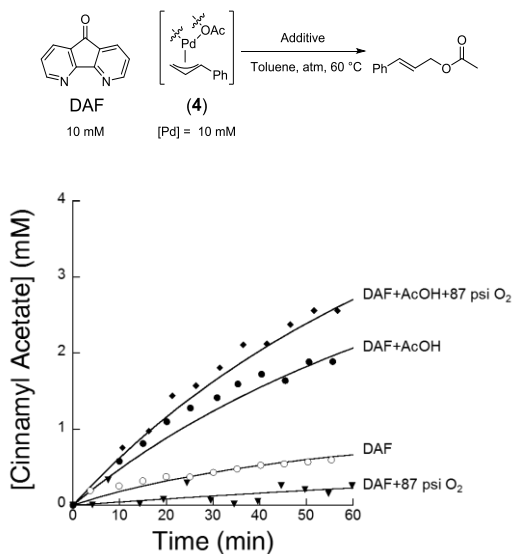 O
N
N
DAF
10 mM
Pd
OAc
Ph
(4)
[Pd] = 10 mM
Additive
Toluene, atm, 60 °C
Ph
O
O
[Cinnamyl Acetate] (mM)
4
3
2
1
0
DAF+AcOH+87 psi O2
DAF+AcOH
DAF
DAF+87 psi O2
0
10
20
30
40
50
60
Time (min)